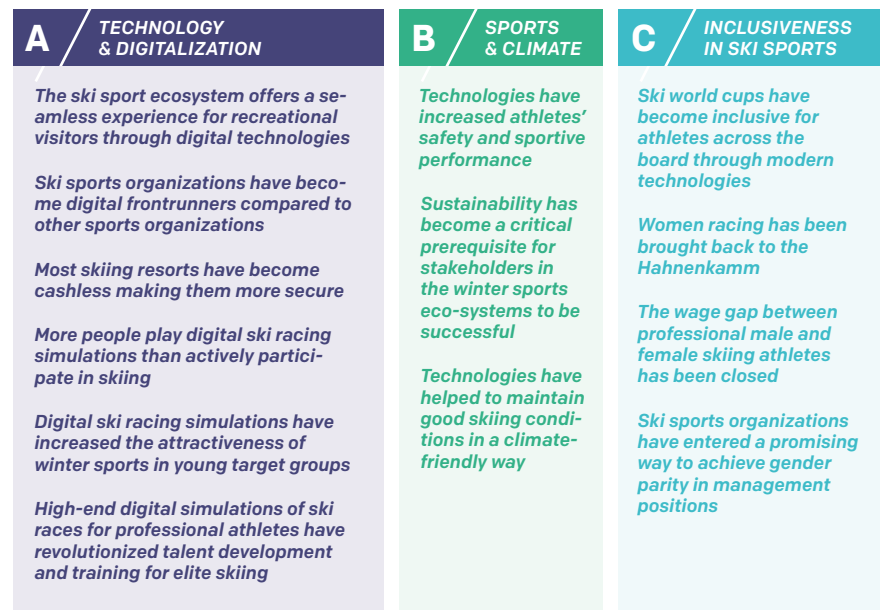 A
TECHNOLOGY
& DIGITALIZATION
The ski sport ecosystem offers a se-
amless experience for recreational
visitors through digital technologies
Ski sports organizations have beco-
me digital frontrunners compared to
other sports organizations
Most skiing resorts have become
cashless making them more secure
More people play digital ski racing
simulations than actively partici-
pate in skiing
Digital ski racing simulations have
increased the attractiveness of
winter sports in young target groups
High-end digital simulations of ski
races for professional athletes have
revolutionized talent development
and training for elite skiing
B
SPORTS
& CLIMATE
Technologies have
increased athletes’
safety and sportive
performance
Sustainability has
become a critical
prerequisite for
stakeholders in
the winter sports
eco-systems to be
successful
Technologies have
helped to maintain
good skiing condi-
tions in a climate-
friendly way
C
INCLUSIVENESS
IN SKI SPORTS
Ski world cups have
become inclusive for
athletes across the
board through modern
technologies
Women racing has been
brought back to the
Hahnenkamm
The wage gap between
professional male and
female skiing athletes
has been closed
Ski sports organizations
have entered a promising
way to achieve gender
parity in management
positions